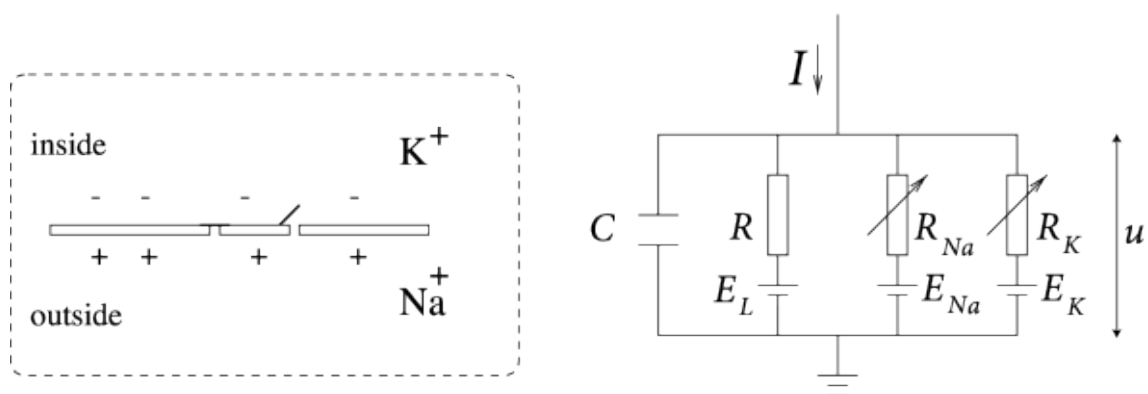 inside
K+
- - - -
+ + + +
Na+
outside
I
C
R
R_Na
R_K
u
E_L
E_Na
E_K